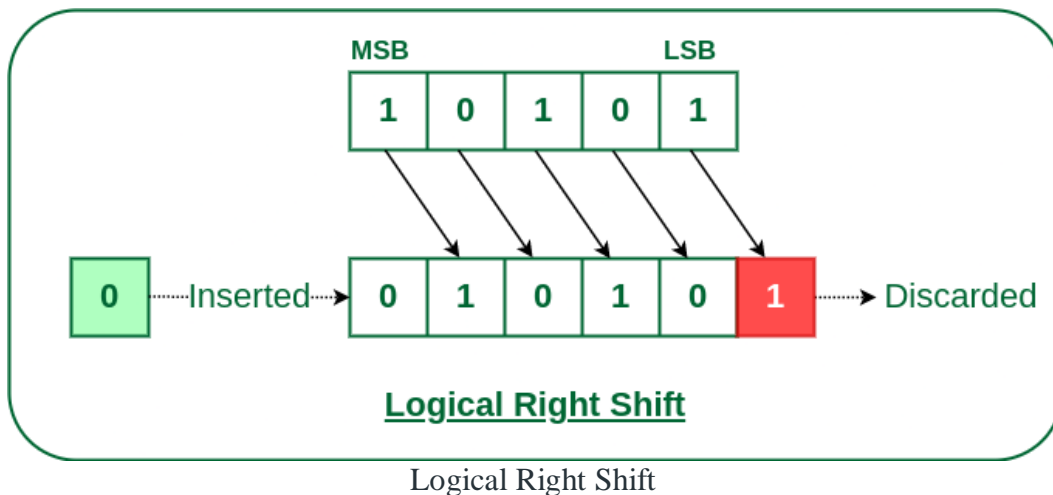 MSB LSB
1 0 1 0 1
0 Inserted 0 1 0 1 0 1 Discarded
Logical Right Shift
Logical Right Shift